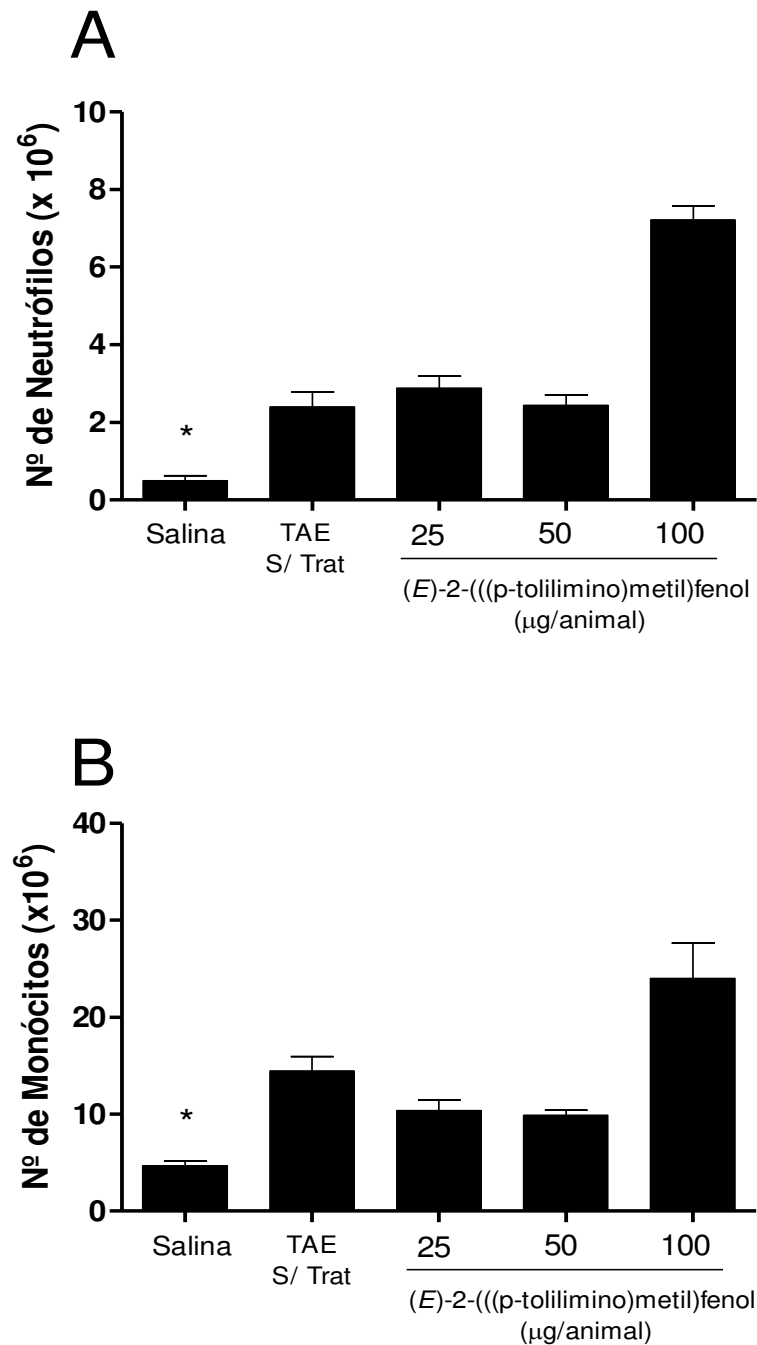 A
Nº de Neutrófilos (x 10⁶)
10
8
6
4
2
0
*
Salina
TAE
S/ Trat
25
50
100
(E)-2-(((p-tolilimino)metil)fenol
(µg/animal)
B
Nº de Monócitos (x10⁶)
40
30
20
10
0
*
Salina
TAE
S/ Trat
25
50
100
(E)-2-(((p-tolilimino)metil)fenol
(µg/animal)